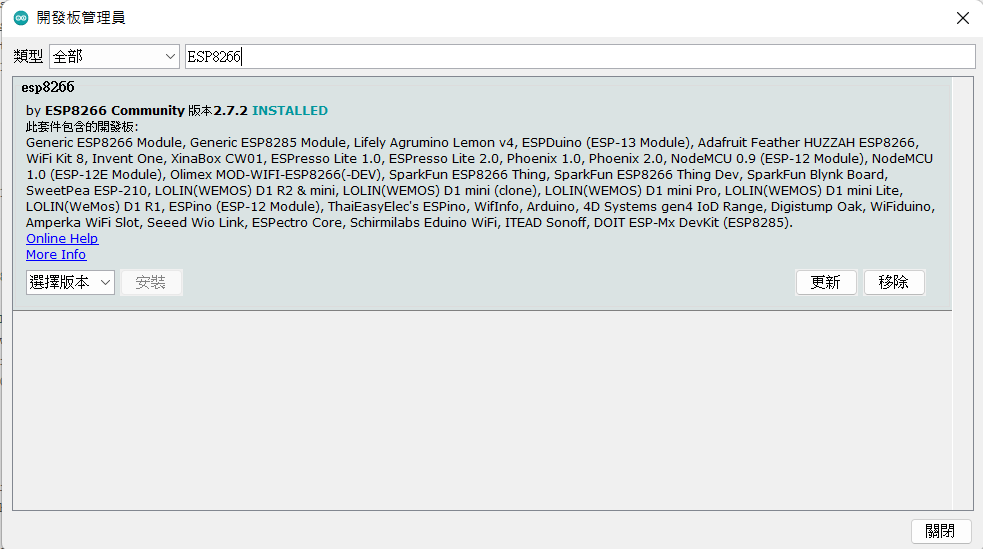 開發板管理員
類型 全部 ESP8266
esp8266
by ESP8266 Community 版本2.7.2 INSTALLED
此套件包含的開發板:
Generic ESP8266 Module, Generic ESP8285 Module, Lifely Agrumino Lemon v4, ESPDuino (ESP-13 Module), Adafruit Feather HUZZAH ESP8266,
WiFi Kit 8, Invent One, XinaBox CW01, ESPresso Lite 1.0, ESPresso Lite 2.0, Phoenix 1.0, Phoenix 2.0, NodeMCU 0.9 (ESP-12 Module), NodeMCU
1.0 (ESP-12E Module), Olimex MOD-WIFI-ESP8266(-DEV), SparkFun ESP8266 Thing, SparkFun ESP8266 Thing Dev, SparkFun Blynk Board,
SweetPea ESP-210, LOLIN(WEMOS) D1 R2 & mini, LOLIN(WEMOS) D1 mini (clone), LOLIN(WEMOS) D1 mini Pro, LOLIN(WEMOS) D1 mini Lite,
LOLIN(WeMos) D1 R1, ESPino (ESP-12 Module), ThaiEasyElec's ESPino, WifInfo, Arduino, 4D Systems gen4 IoD Range, Digistump Oak, WiFiduino,
Amperka WiFi Slot, Seeed Wio Link, ESPectro Core, Schirmilabs Eduino WiFi, ITEAD Sonoff, DOIT ESP-Mx DevKit (ESP8285).
Online Help
More Info
選擇版本 安裝 更新 移除
關閉